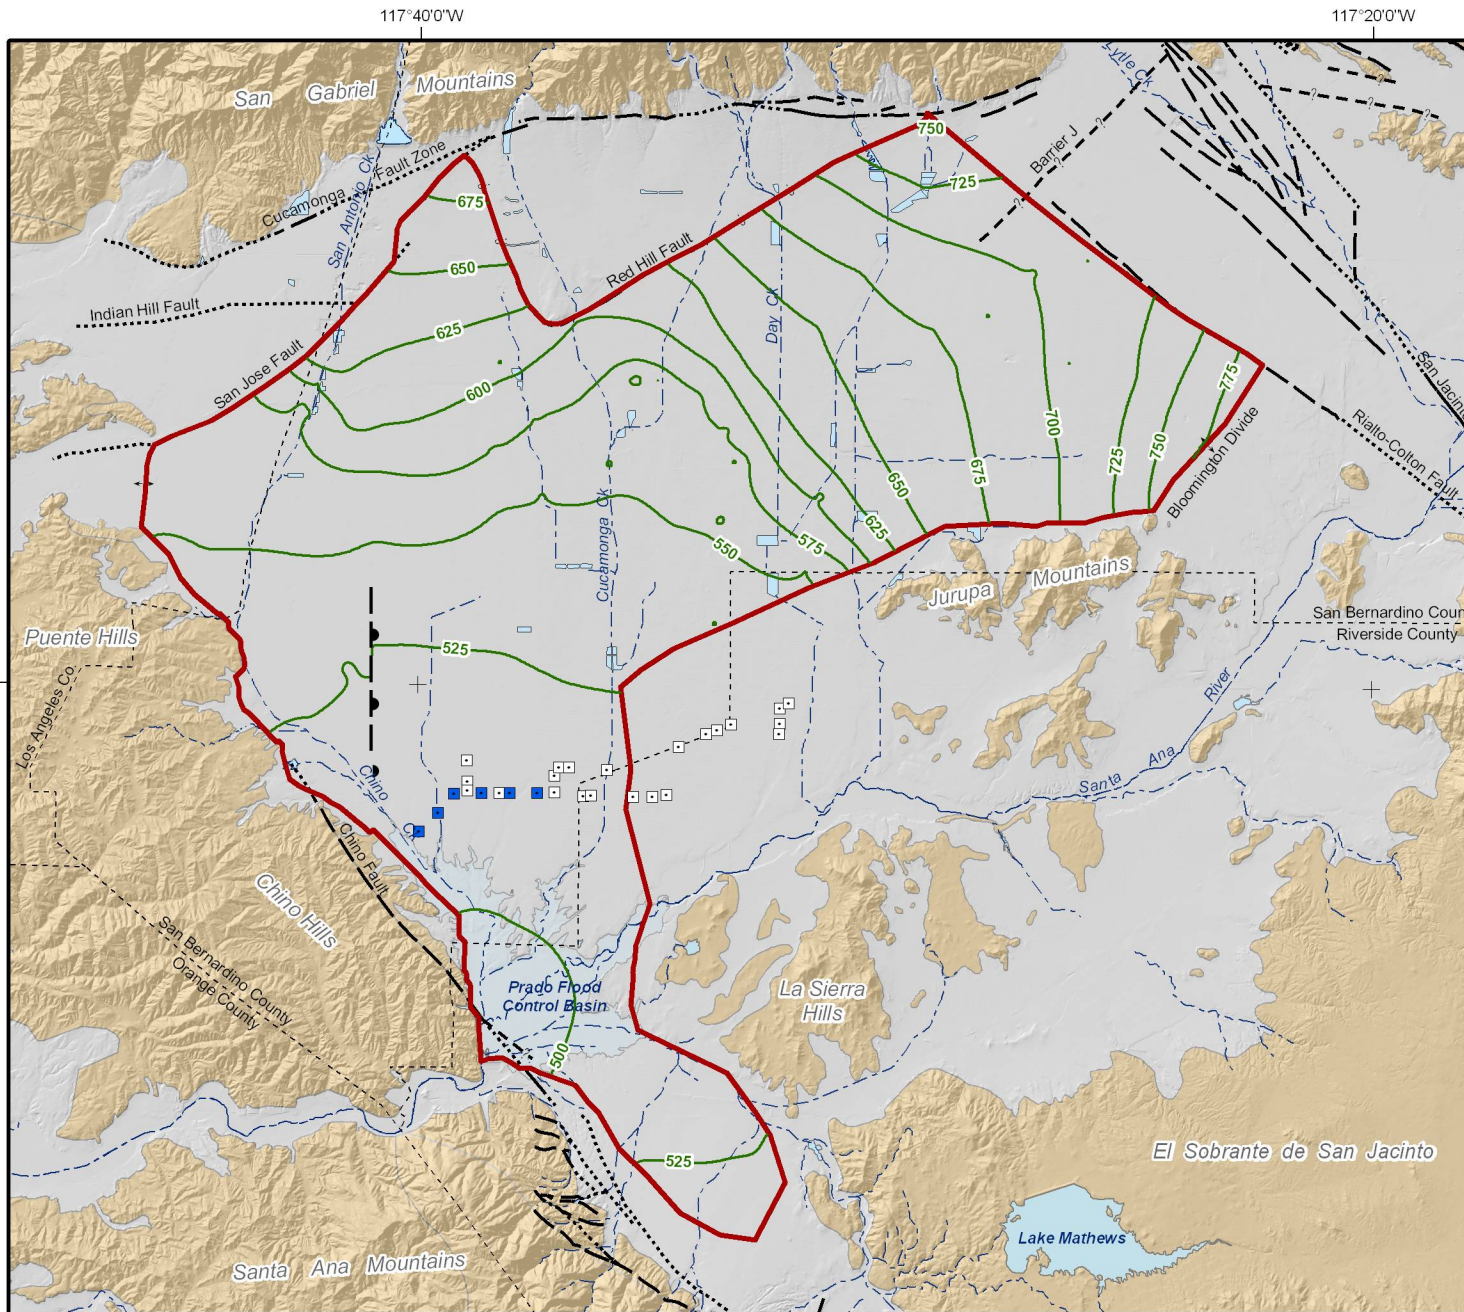 117°40'0"W
117°20'0"W
San Gabriel Mountains
Lytle Ck
750
Barrier J
?
?
?
?
?
?
725
Cucamonga Fault Zone
San Antonio Ck
675
650
Red Hill Fault
Indian Hill Fault
625
Day Ck
San Jose Fault
600
San Jacinto
775
700
725
750
Bloomington Divide
Rialto-Colton Fault
675
650
625
575
550
Cucamonga Ck
Jurupa Mountains
San Bernardino Coun
Riverside County
Puente Hills
525
Los Angeles Co
River
Santa Ana
Chino
Ck
Chino Fault
Chino Hills
San Bernardino County
Orange County
Prado Flood
Control Basin
La Sierra
Hills
500
525
El Sobrante de San Jacinto
Lake Mathews
Santa Ana Mountains